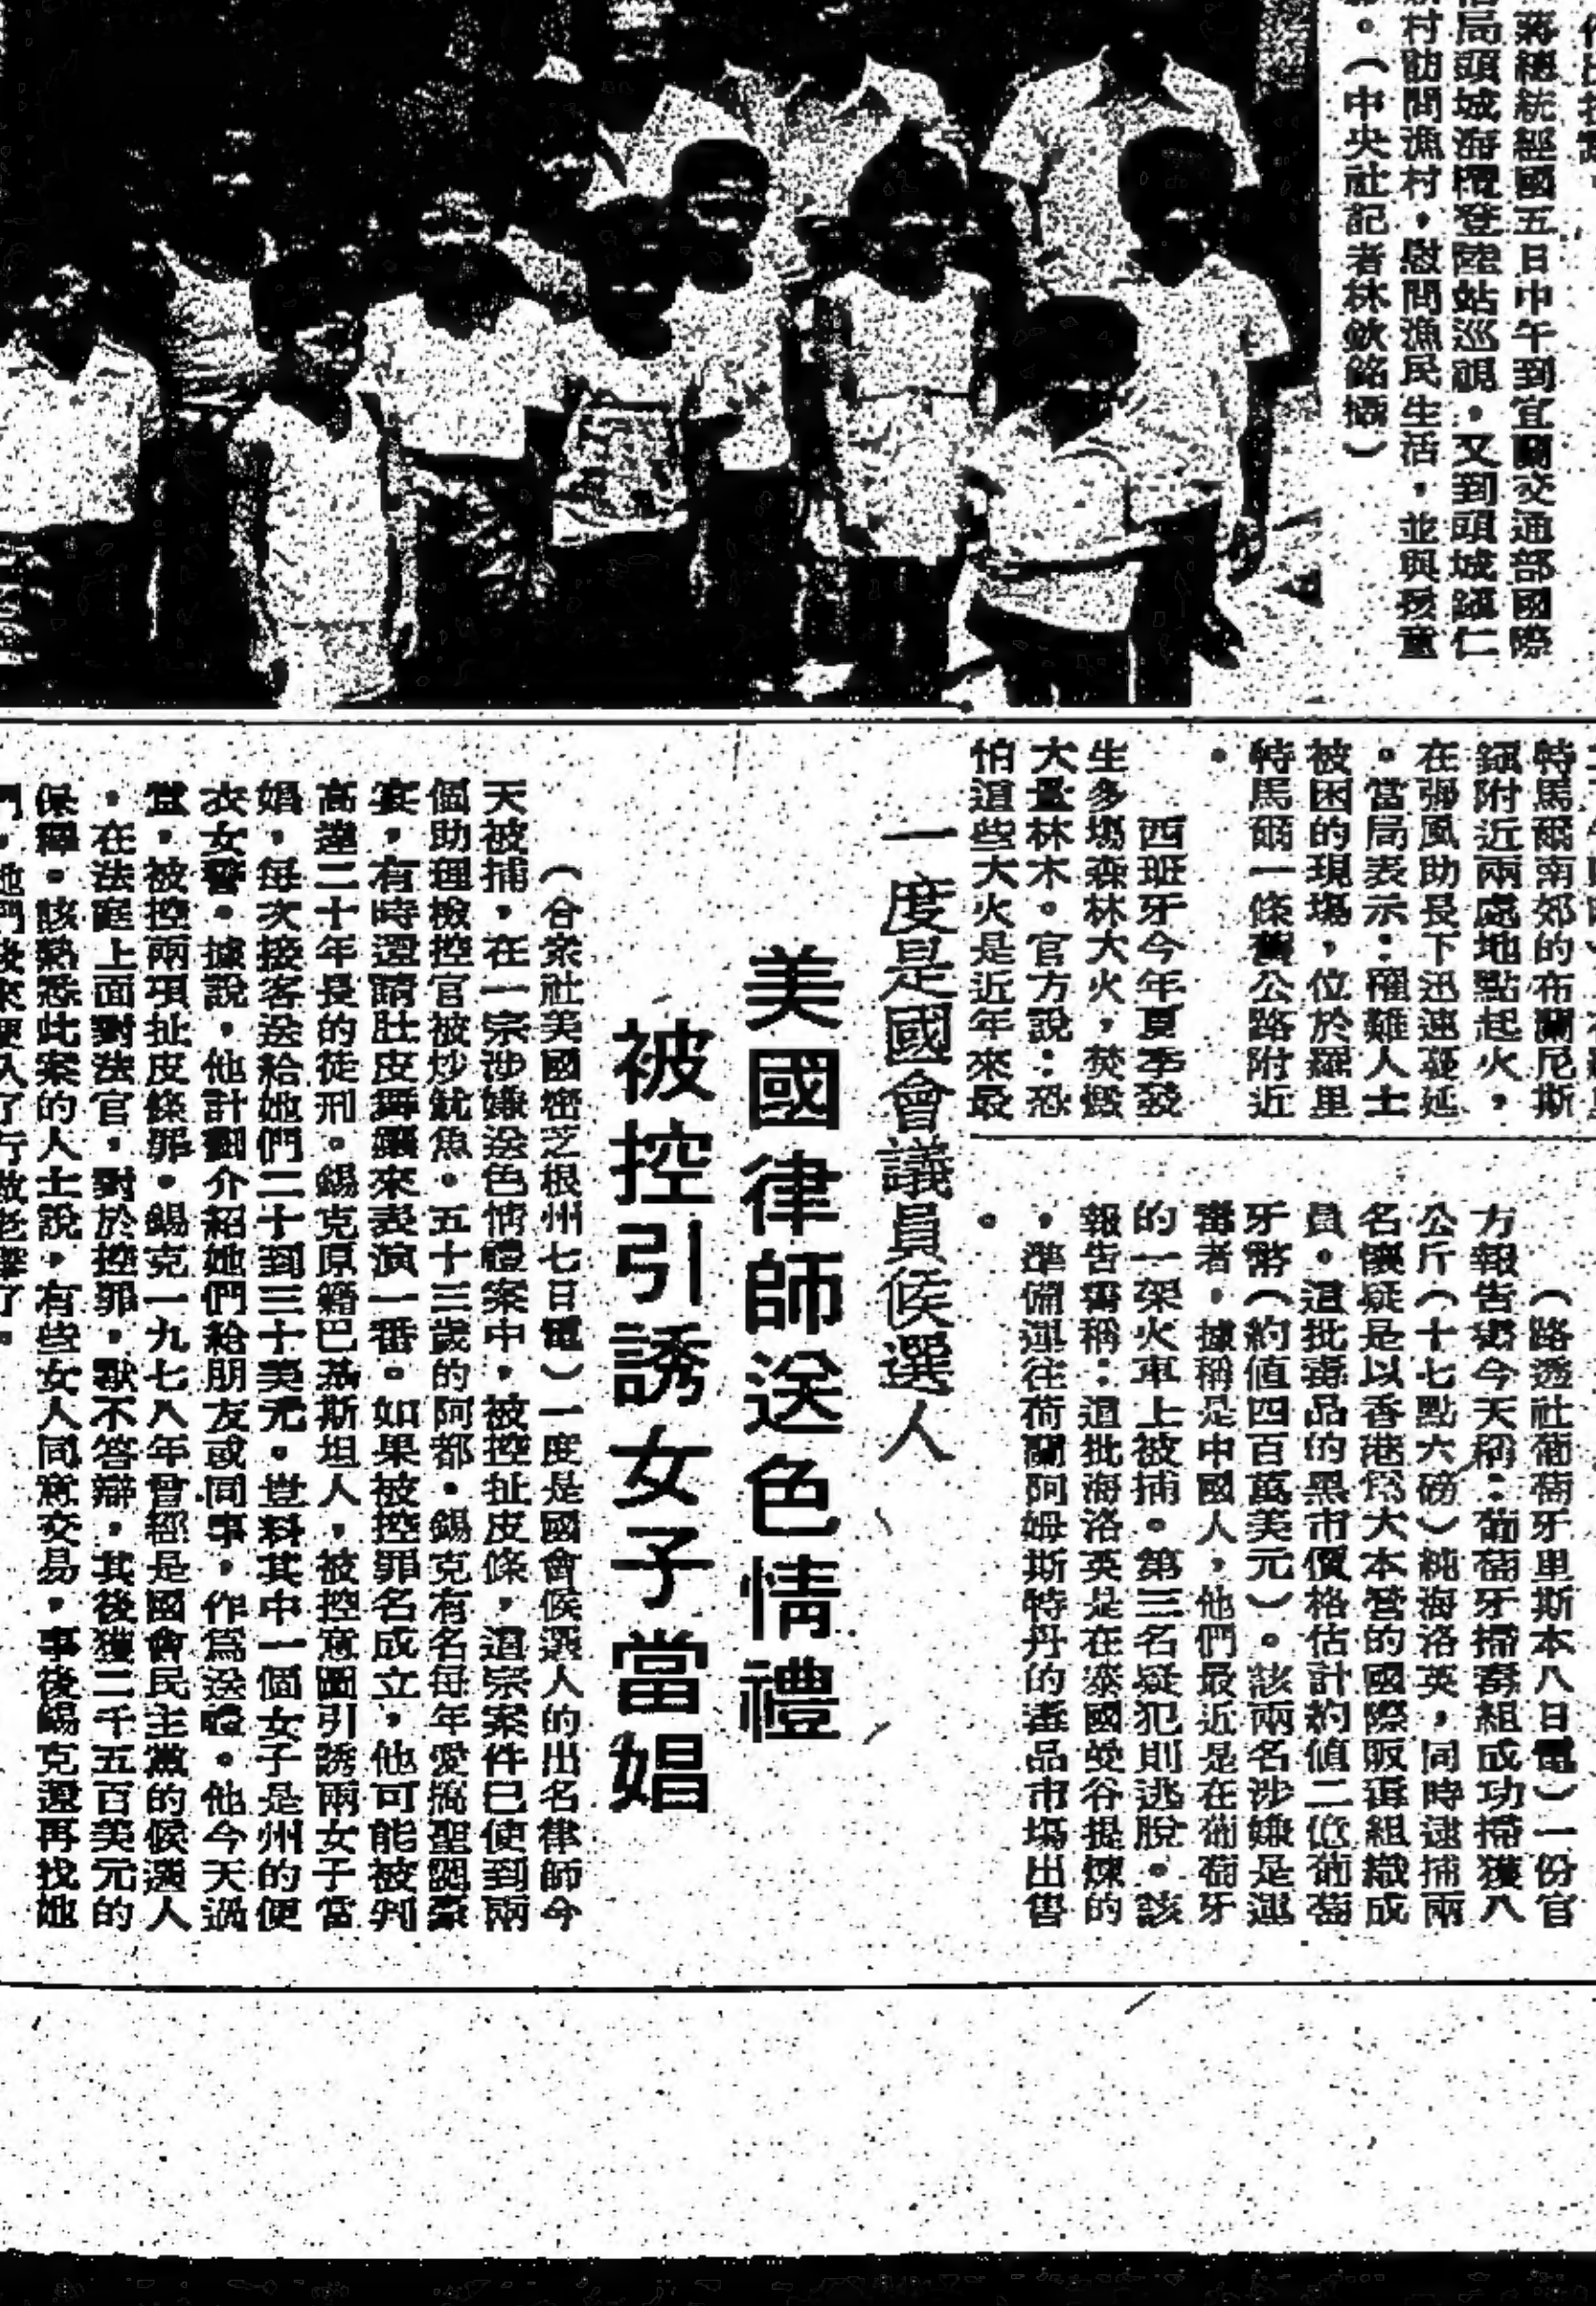 蔣總統經國五日中午到宜蘭交通部國際
局頭城海纜登陸站巡視，又到頭城鎮仁
村訪問漁村，慰問漁民生活，並與孩童
。（中央社記者林欽銘攝）
特馬爾南郊的布蘭尼斯
鎮附近兩處地點起火，
在彊風助長下迅速蔓延
。當局表示：罹難人士
被困的現場，位於羅里
特馬爾一條舊公路附近
。
西班牙今年夏季發
生多場森林大火，焚燬
大量林木。官方說：恐
怕這些大火是近年來最
（路透社葡萄牙里斯本八日電）一份官
方報告書今天稱：葡萄牙掃毒組成功掃獲八
公斤（十七點六磅）純海洛英，同時逮捕兩
名懷疑是以香港爲大本營的國際販毒組織成
員。這批毒品的黑市價格估計約值二億葡萄
牙幣（約值四百萬美元）。該兩名涉嫌是運
毒者，據稱是中國人，他們最近是在葡萄牙
的一架火車上被捕。第三名疑犯則逃脫。該
報告書稱：這批海洛英是在泰國曼谷提煉的
，準備運往荷蘭阿姆斯特丹的毒品市場出售
。
一度是國會議員候選人
美國律師送色情禮
被控引誘女子當娼
（合衆社美國密芝根州七日電）一度是國會候選人的出名律師今
天被捕，在一宗涉嫌送色情禮案中，被控扯皮條，這宗案件已使到兩
個助理檢控官被炒魷魚。五十三歲的阿都·錫克有名每年愛搞聖誕豪
宴，有時還請肚皮舞孃來表演一番。如果被控罪名成立，他可能被判
高達二十年長的徒刑。錫克原籍巴基斯坦人，被控意圖引誘兩女子當
娼，每次接客送給她們二十到三十美元。豈料其中一個女子是州的便
衣女警。據說，他計劃介紹她們給朋友或同事，作爲送禮。他今天過
堂，被控兩項扯皮條罪。錫克一九七八年曾經是國會民主黨的候選人
。在法庭上面對法官，對於控罪，默不答辯，其後獲二千五百美元的
保釋。該熟悉此案的人士說，有些女人同意交易，事後錫克還再找她
們，她們後來便入了行做老舉了。